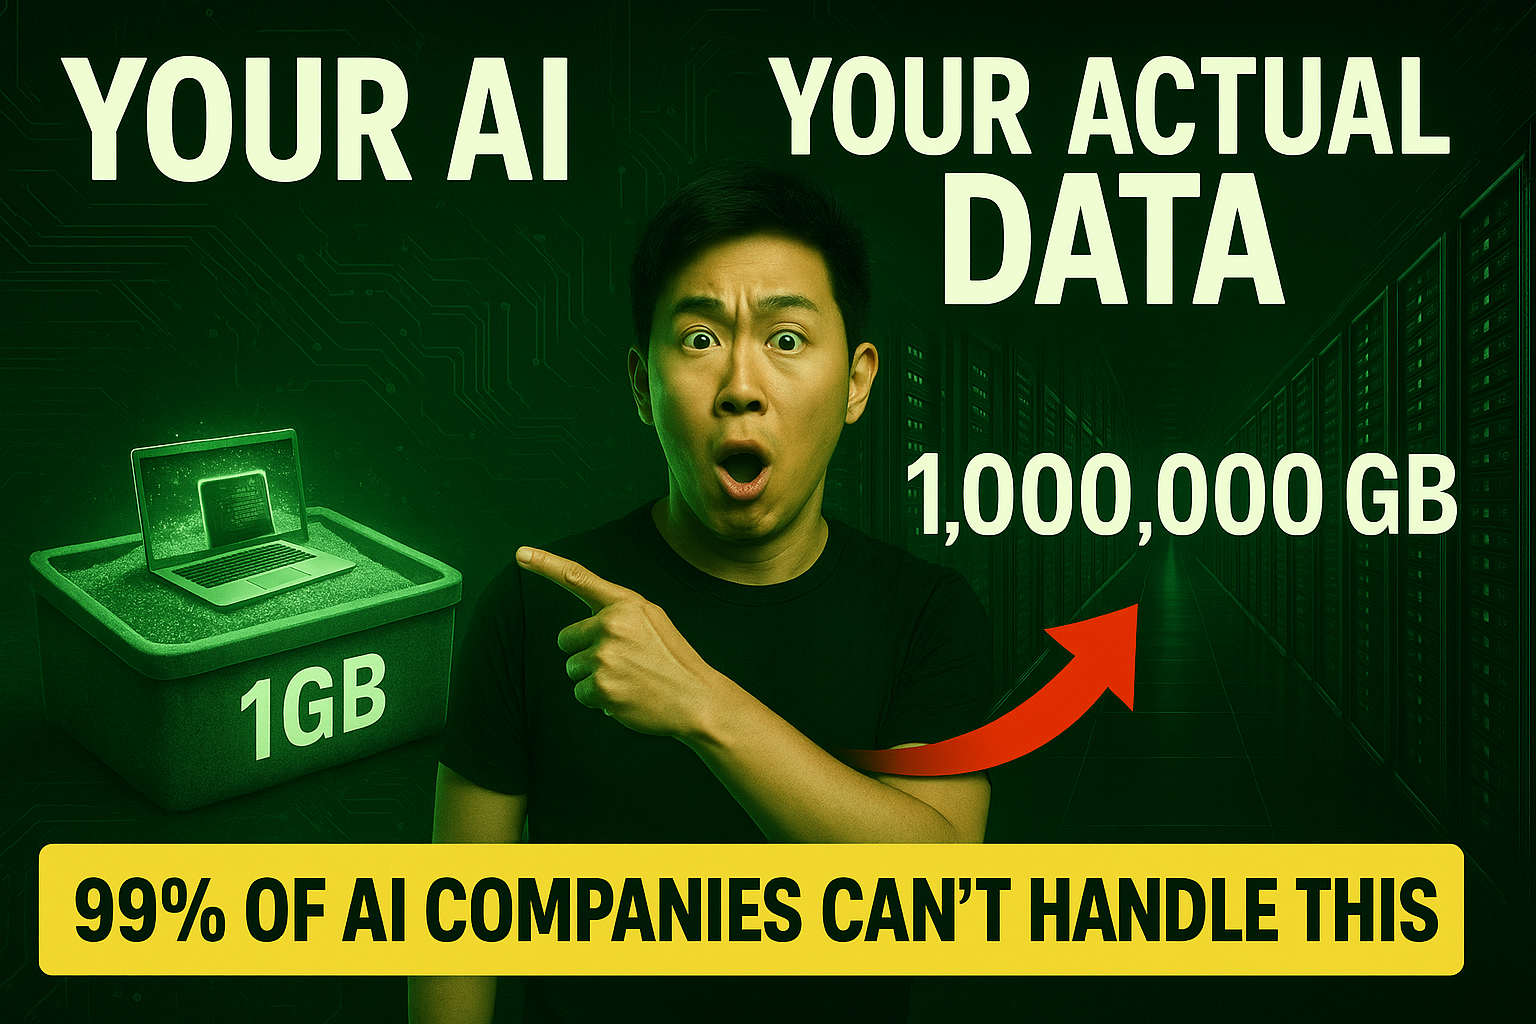 YOUR AI
YOUR ACTUAL
DATA
1GB
1,000,000 GB
99% OF AI COMPANIES CAN'T HANDLE THIS